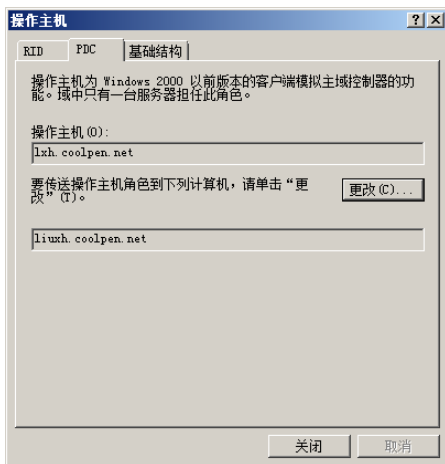 操作主机
RID PDC 基础结构
操作主机为 Windows 2000 以前版本的客户端模拟主域控制器的功
能。域中只有一台服务器担任此角色。
操作主机(O):
lxh.coolpen.net
要传送操作主机角色到下列计算机，请单击“更
改”(T)。
更改(C)...
liuxh.coolpen.net
关闭 取消